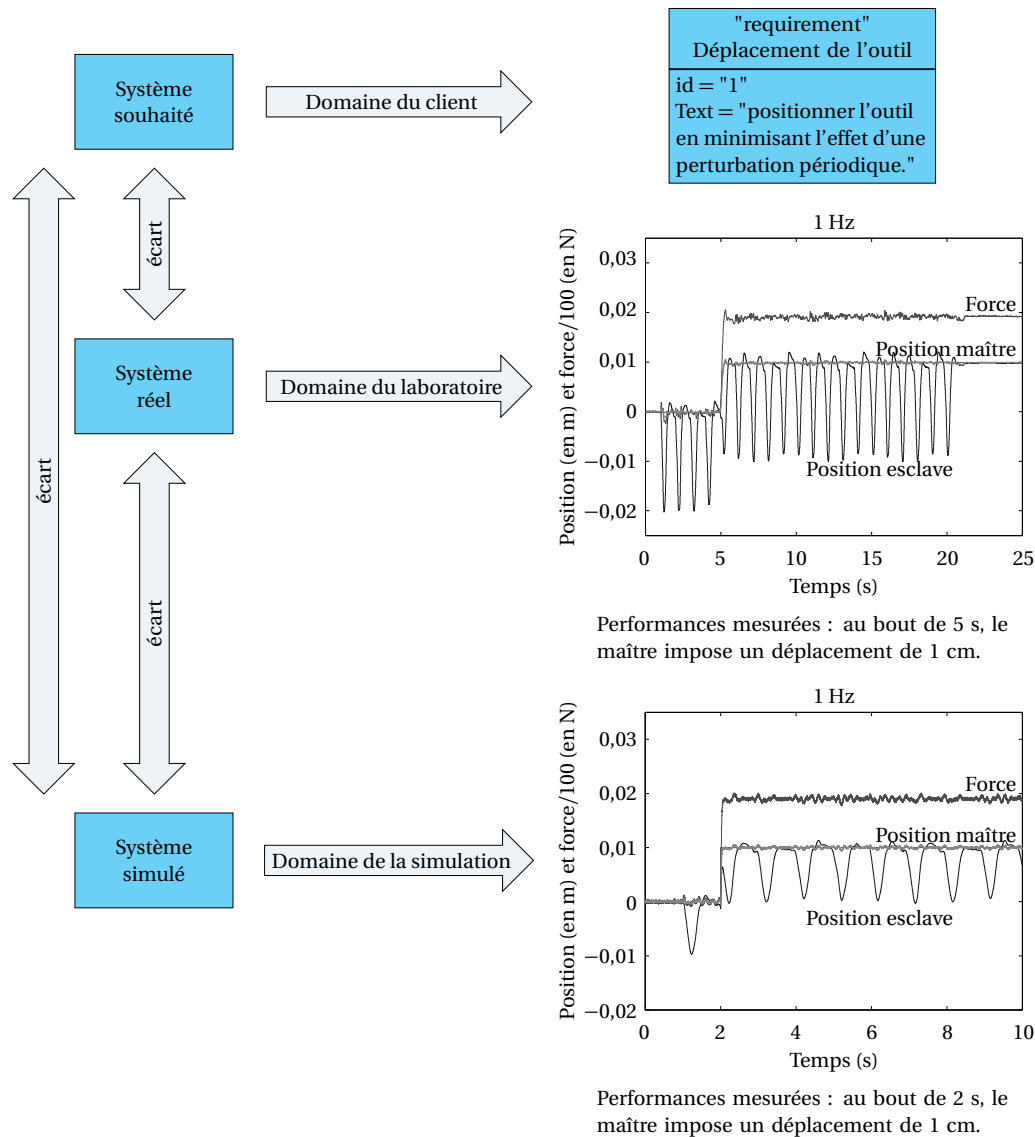 Système
souhaité
Domaine du client
"requirement"
Déplacement de l'outil
id = "1"
Text = "positionner l'outil
en minimisant l'effet d'une
perturbation périodique."
écart
écart
Système
réel
Domaine du laboratoire
1 Hz
Position (en m) et force/100 (en N)
0,03
0,02
0,01
0
−0,01
−0,02
Force
Position maître
Position esclave
0 5 10 15 20 25
Temps (s)
Performances mesurées : au bout de 5 s, le
maître impose un déplacement de 1 cm.
écart
Système
simulé
Domaine de la simulation
1 Hz
Position (en m) et force/100 (en N)
0,03
0,02
0,01
0
−0,01
−0,02
Force
Position maître
Position esclave
0 2 4 6 8 10
Temps (s)
Performances mesurées : au bout de 2 s, le
maître impose un déplacement de 1 cm.